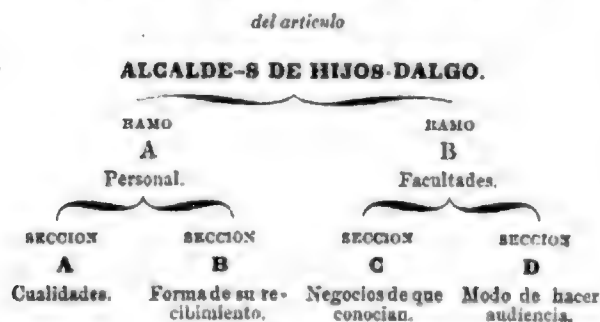 del articulo
ALCALDE-S DE HIJOS-DALGO.
RAMO RAMO
A B
Personal. Facultades.
SECCION SECCION SECCION SECCION
A B C D
Cualidades. Forma de su re- Negocios de que Modo de hacer
cibimiento. conocian. audiencia.